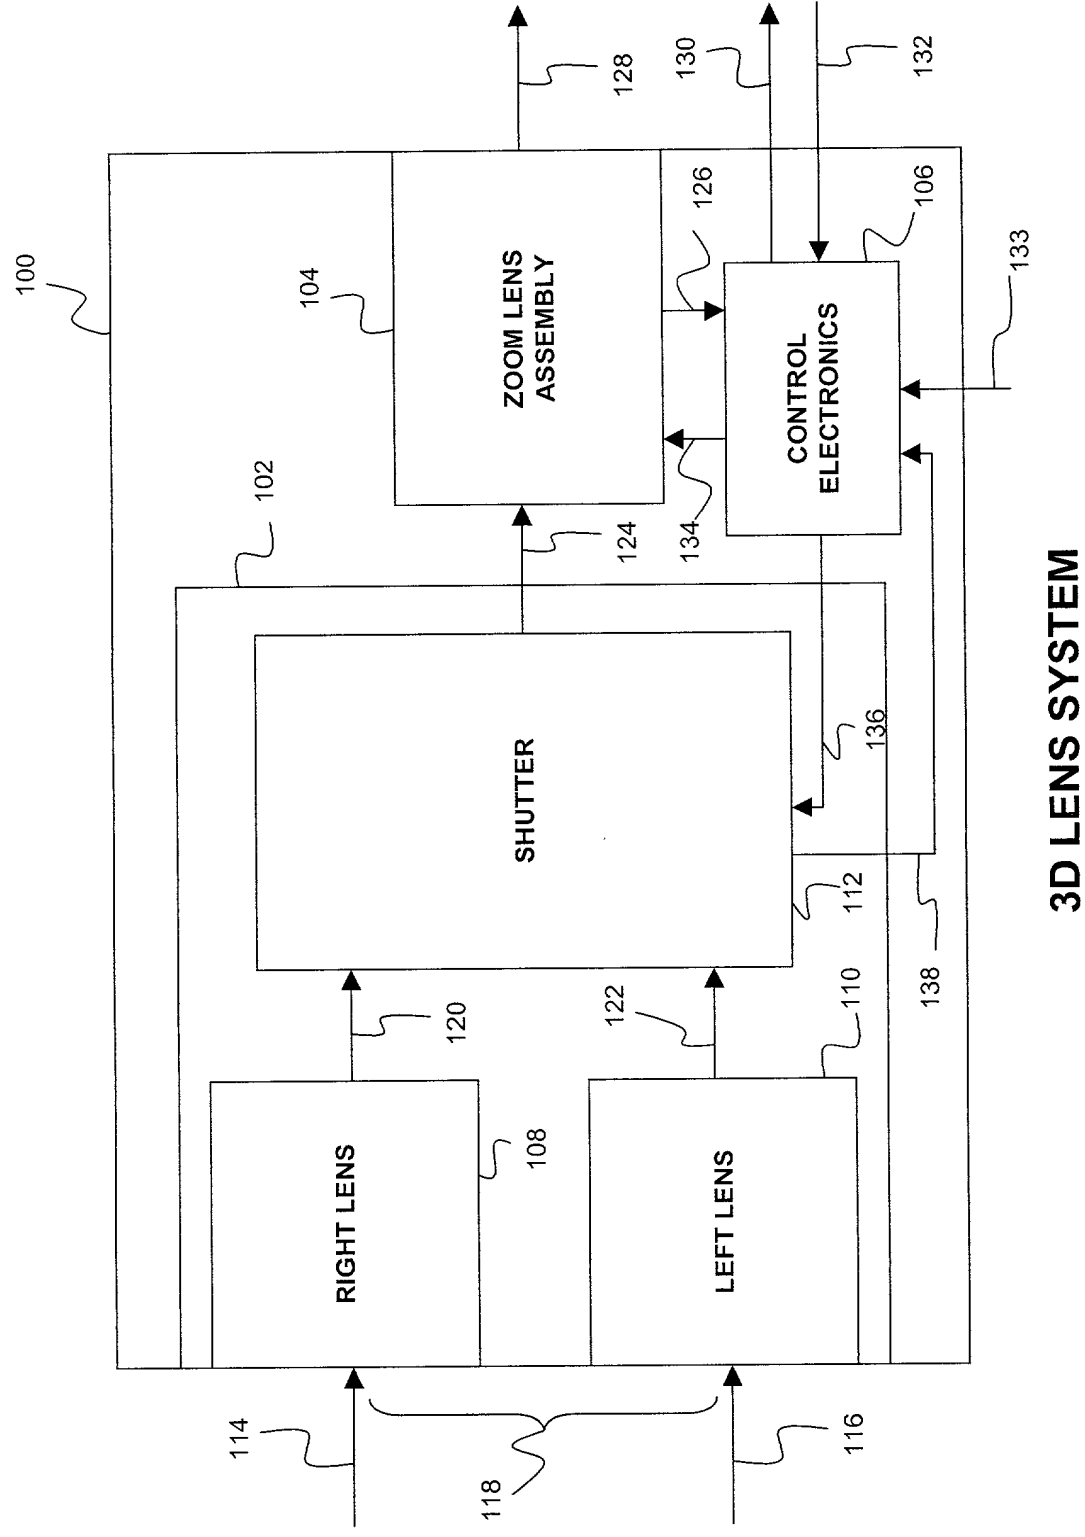 100
102
104
ZOOM LENS
ASSEMBLY
128
130
132
126
106
CONTROL
ELECTRONICS
133
134
124
SHUTTER
136
112
138
120
122
110
RIGHT LENS
108
LEFT LENS
114
118
116
3D LENS SYSTEM